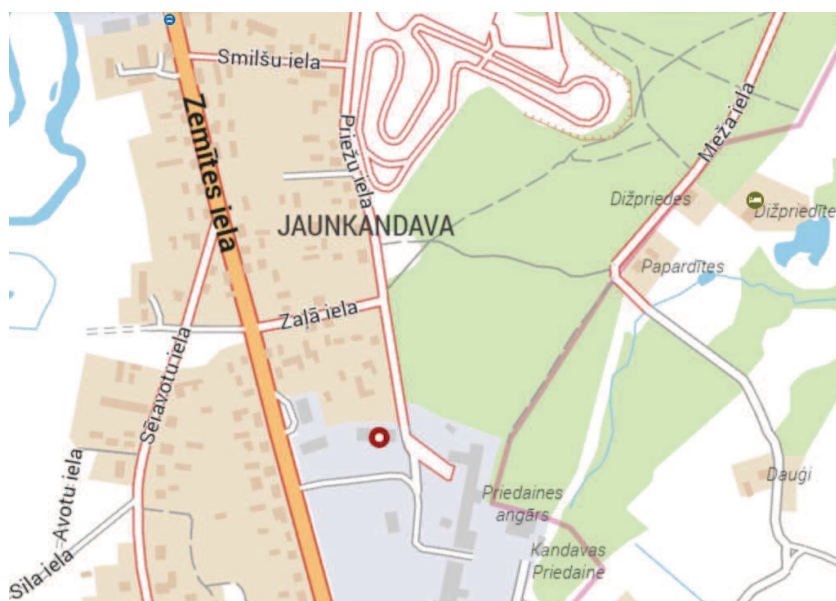 Smilšu iela
Zemītes iela
Priežu iela
Meža iela
JAUNKANDAVA
Dižpriedes
Dižpriedīte
Papardītes
Zaļā iela
Sēravotu iela
Avotu iela
Sila iela
Priedaines
angārs
Kandavas
Priedaine
Dauģi